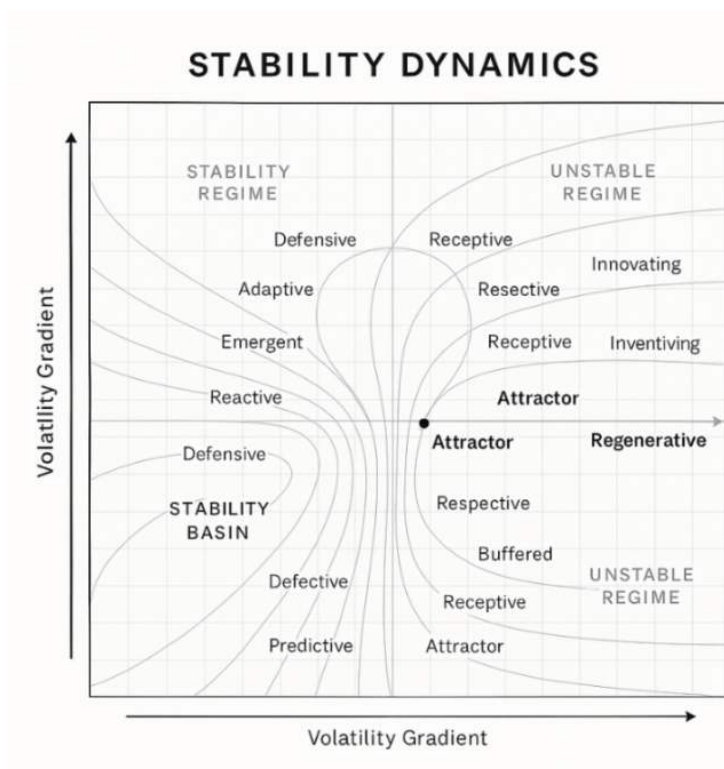 STABILITY DYNAMICS
STABILITY
REGIME
UNSTABLE
REGIME
Defensive
Receptive
Innovating
Adaptive
Resective
Emergent
Receptive
Inventiving
Reactive
Attractor
Attractor
Regenerative
Defensive
STABILITY
BASIN
Respective
Buffered
UNSTABLE
REGIME
Defective
Receptive
Predictive
Attractor
Volatility Gradient
Volatility Gradient